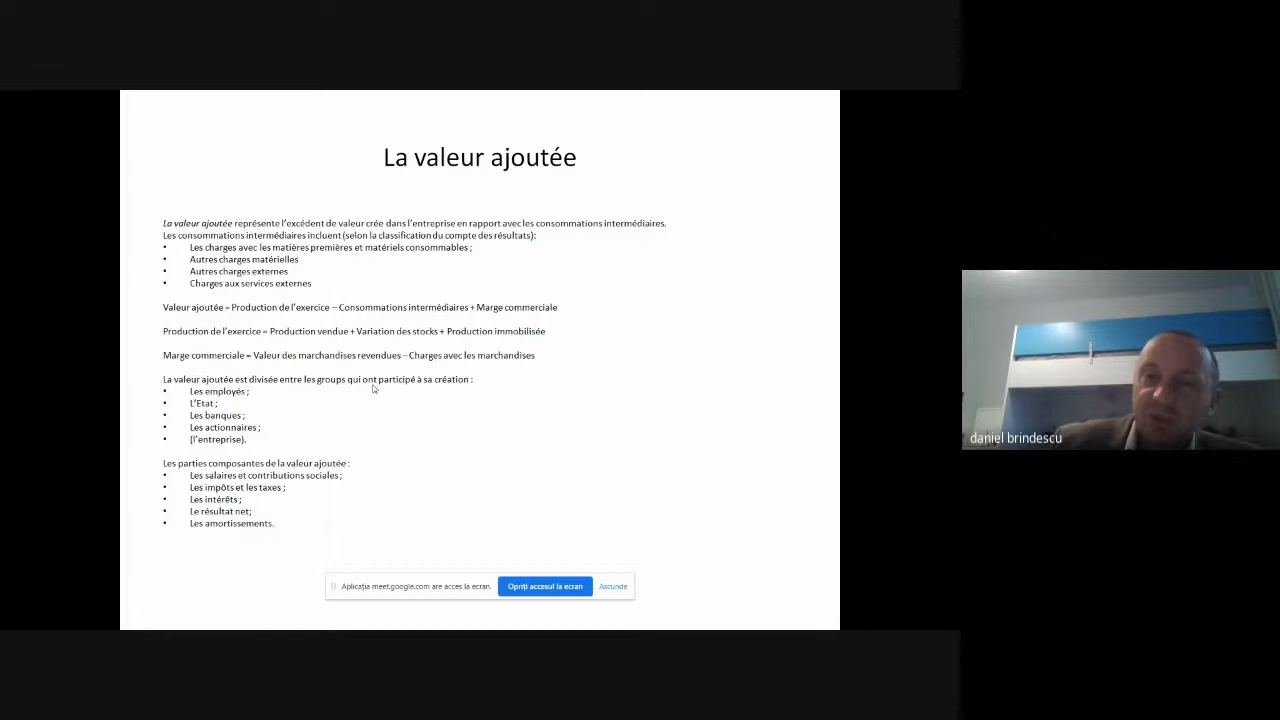 La valeur ajoutée
La valeur ajoutée représente l'excédent de valeur crée dans l'entreprise en rapport avec les consommations intermédiaires.
Les consommations intermédiaires incluent (selon la classification du compte des résultats):
• Les charges avec les matières premières et matériels consommables ;
• Autres charges matérielles
• Autres charges externes
• Charges aux services externes
Valeur ajoutée = Production de l'exercice – Consommations intermédiaires + Marge commerciale
Production de l'exercice = Production vendue + Variation des stocks + Production immobilisée
Marge commerciale = Valeur des marchandises revendues – Charges avec les marchandises
La valeur ajoutée est divisée entre les groups qui ont participé à sa création :
• Les employés ;
• L'Etat ;
• Les banques ;
• Les actionnaires ;
• (l'entreprise).
Les parties composantes de la valeur ajoutée :
• Les salaires et contributions sociales ;
• Les impôts et les taxes ;
• Les intérêts ;
• Le résultat net;
• Les amortissements.
Aplicația meet.google.com are acces la ecran. Opriți accesul la ecran Ascunde
daniel brindescu